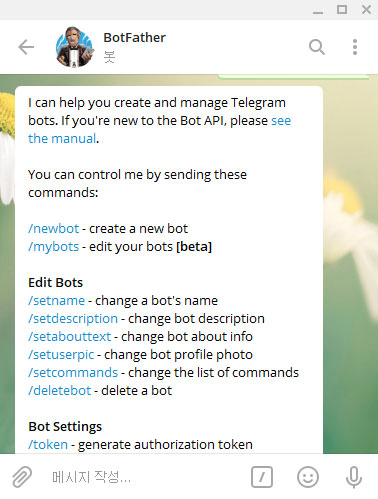 BotFather
봇
I can help you create and manage Telegram
bots. If you're new to the Bot API, please see
the manual.
You can control me by sending these
commands:
/newbot - create a new bot
/mybots - edit your bots [beta]
Edit Bots
/setname - change a bot's name
/setdescription - change bot description
/setabouttext - change bot about info
/setuserpic - change bot profile photo
/setcommands - change the list of commands
/deletebot - delete a bot
Bot Settings
/token - generate authorization token
메시지 작성...